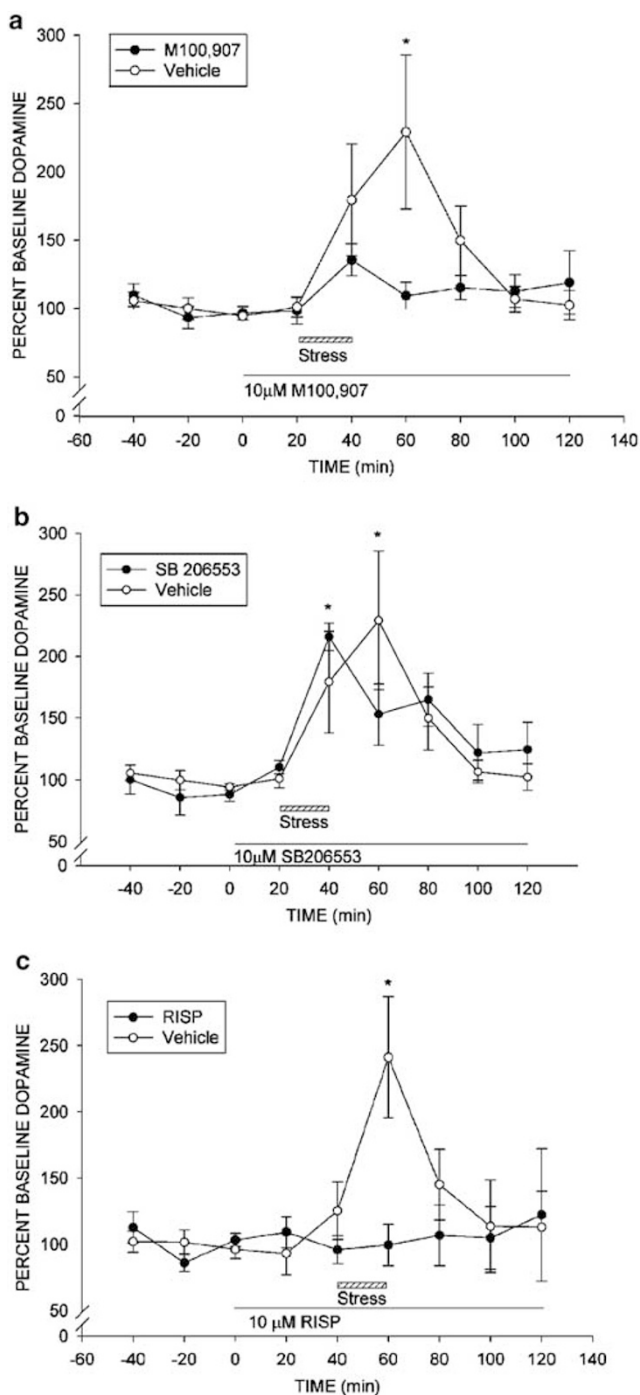 a
300
M100,907
Vehicle
*
250
200
150
100
50
0
PERCENT BASELINE DOPAMINE
Stress
10µM M100,907
-60 -40 -20 0 20 40 60 80 100 120 140
TIME (min)
b
300
SB 206553
Vehicle
*
*
250
200
150
100
50
0
PERCENT BASELINE DOPAMINE
Stress
10µM SB206553
-40 -20 0 20 40 60 80 100 120
TIME (min)
c
300
RISP
Vehicle
*
250
200
150
100
50
0
PERCENT BASELINE DOPAMINE
Stress
10 µM RISP
-60 -40 -20 0 20 40 60 80 100 120 140
TIME (min)